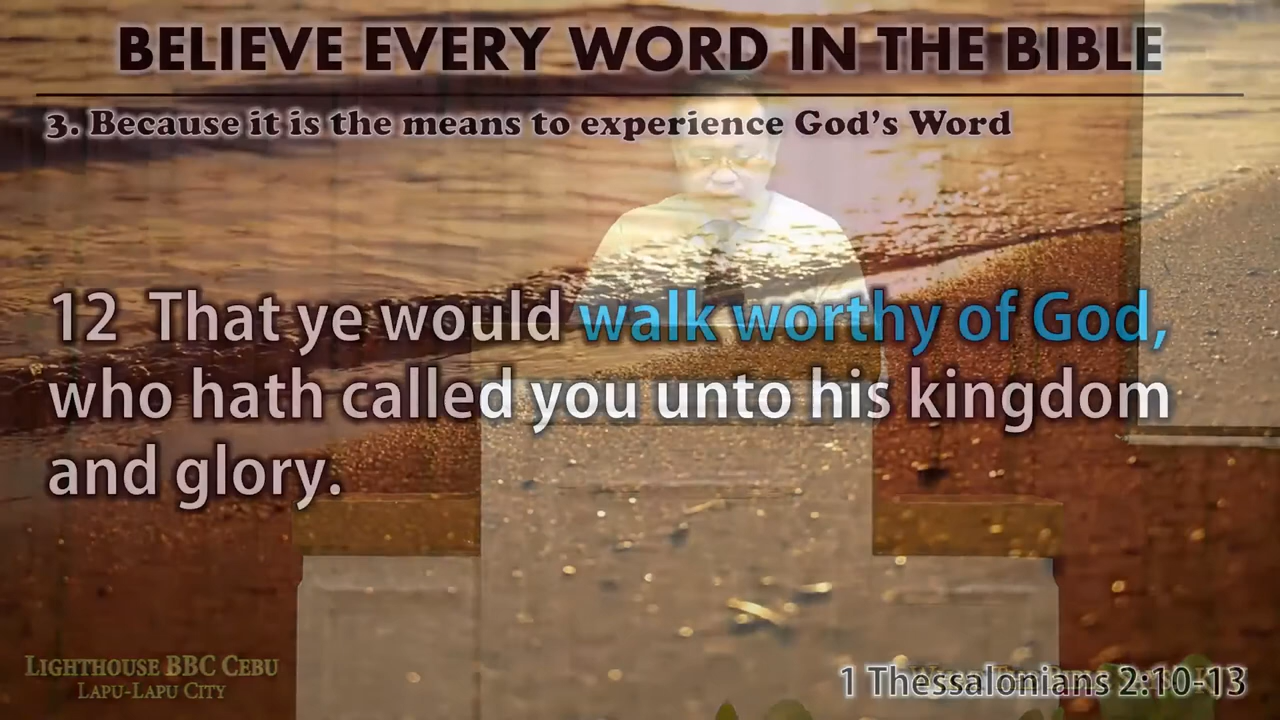 BELIEVE EVERY WORD IN THE BIBLE
3. Because it is the means to experience God's Word
12 That ye would walk worthy of God,
who hath called you unto his kingdom
and glory.
LIGHTHOUSE BBC CEBU
LAPU-LAPU CITY
1 Thessalonians 2:10-13